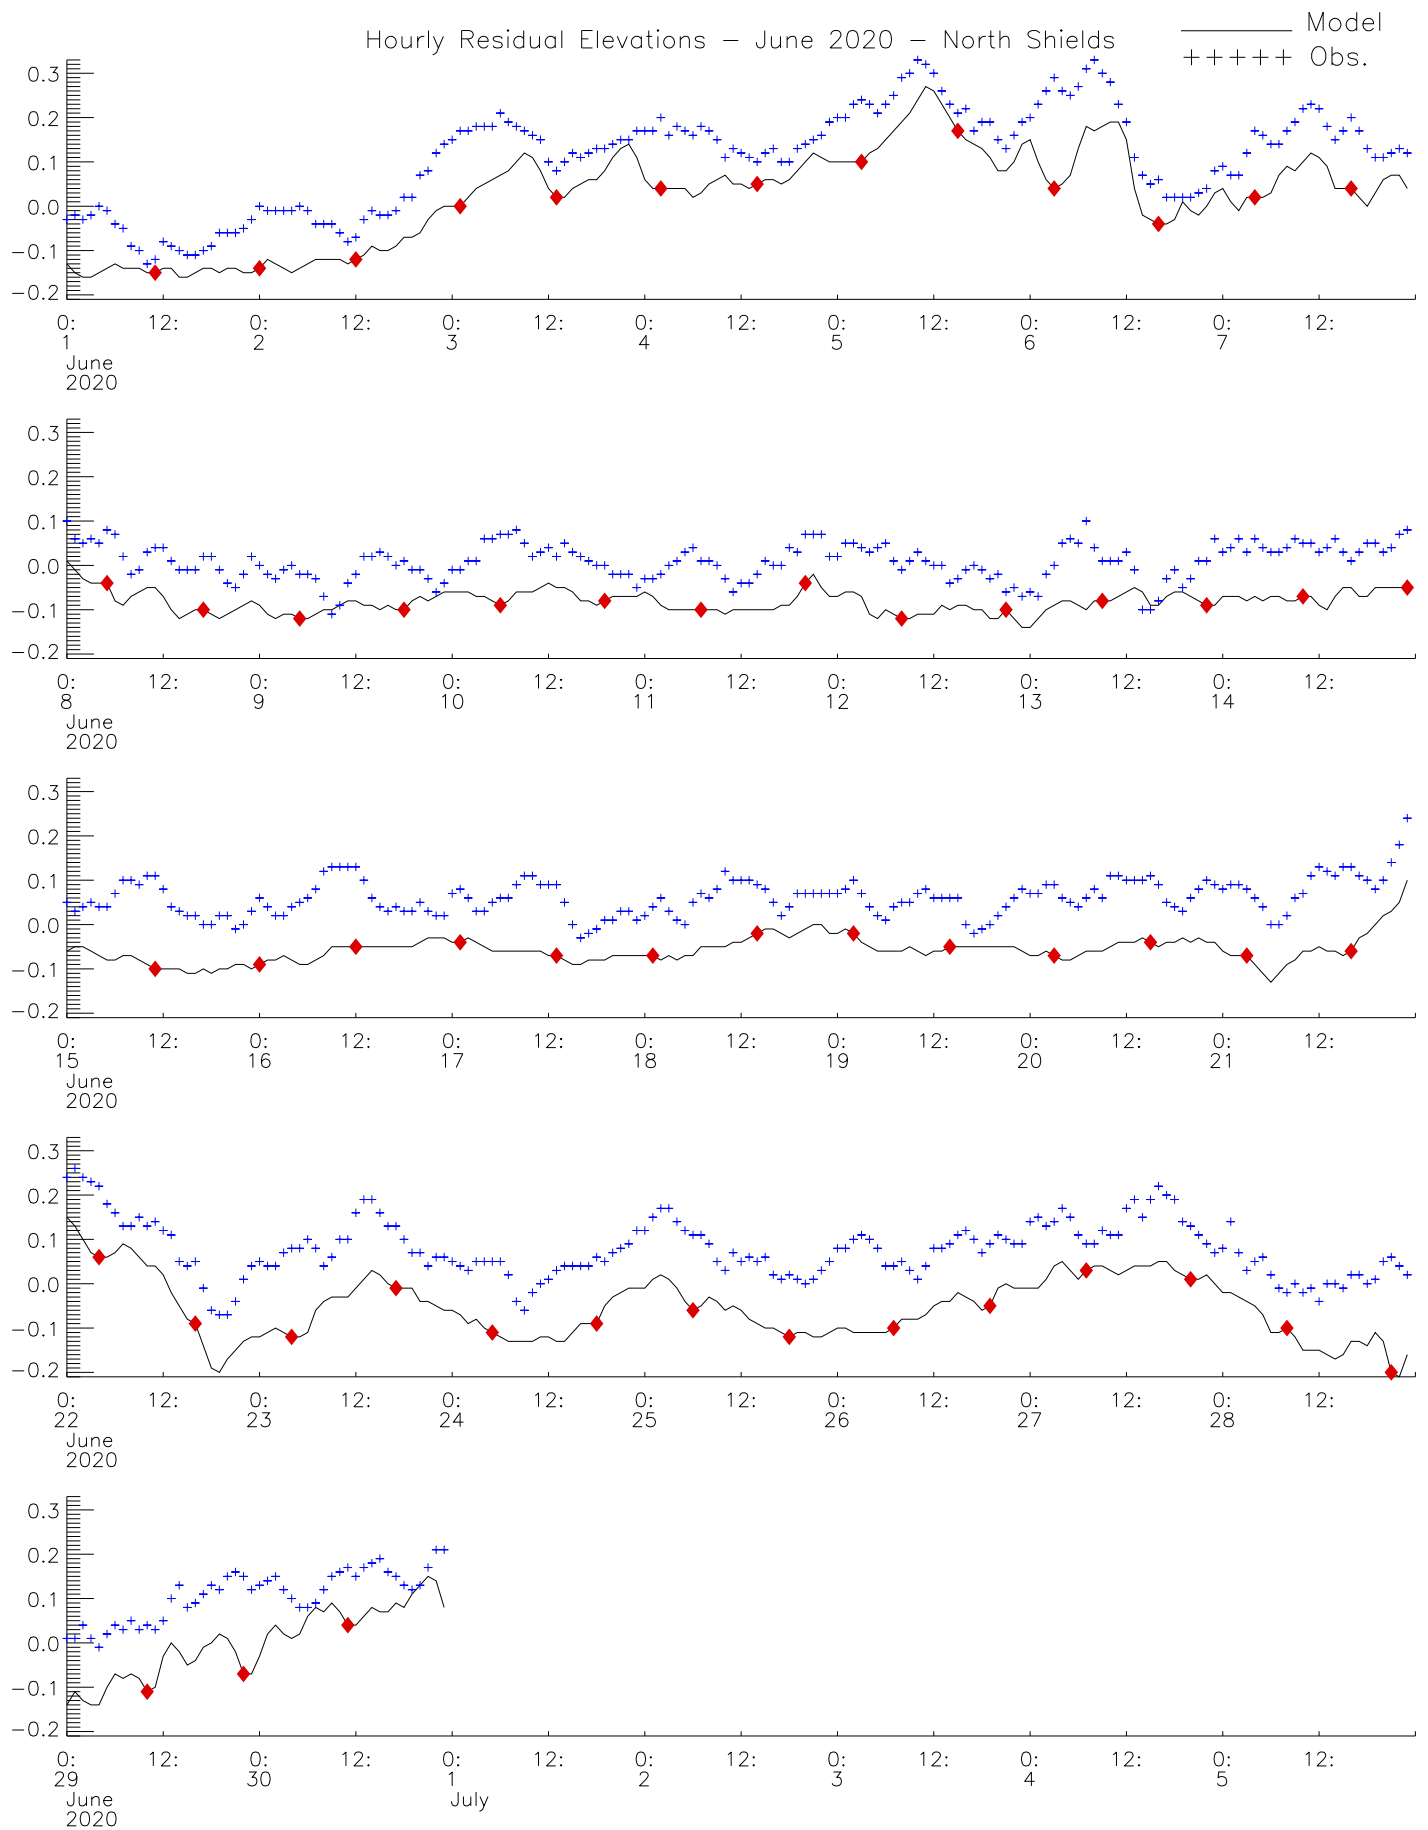 Hourly Residual Elevations - June 2020 - North Shields
Model
+++++ Obs.
0.3
0.2
0.1
0.0
-0.1
-0.2
0: 12: 0: 12: 0: 12: 0: 12: 0: 12: 0: 12: 0: 12:
1 2 3 4 5 6 7
June
2020
0.3
0.2
0.1
0.0
-0.1
-0.2
0: 12: 0: 12: 0: 12: 0: 12: 0: 12: 0: 12: 0: 12:
8 9 10 11 12 13 14
June
2020
0.3
0.2
0.1
0.0
-0.1
-0.2
0: 12: 0: 12: 0: 12: 0: 12: 0: 12: 0: 12: 0: 12:
15 16 17 18 19 20 21
June
2020
0.3
0.2
0.1
0.0
-0.1
-0.2
0: 12: 0: 12: 0: 12: 0: 12: 0: 12: 0: 12: 0: 12:
22 23 24 25 26 27 28
June
2020
0.3
0.2
0.1
0.0
-0.1
-0.2
0: 12: 0: 12: 0: 12: 0: 12: 0: 12: 0: 12: 0: 12:
29 30 1 2 3 4 5
June July
2020